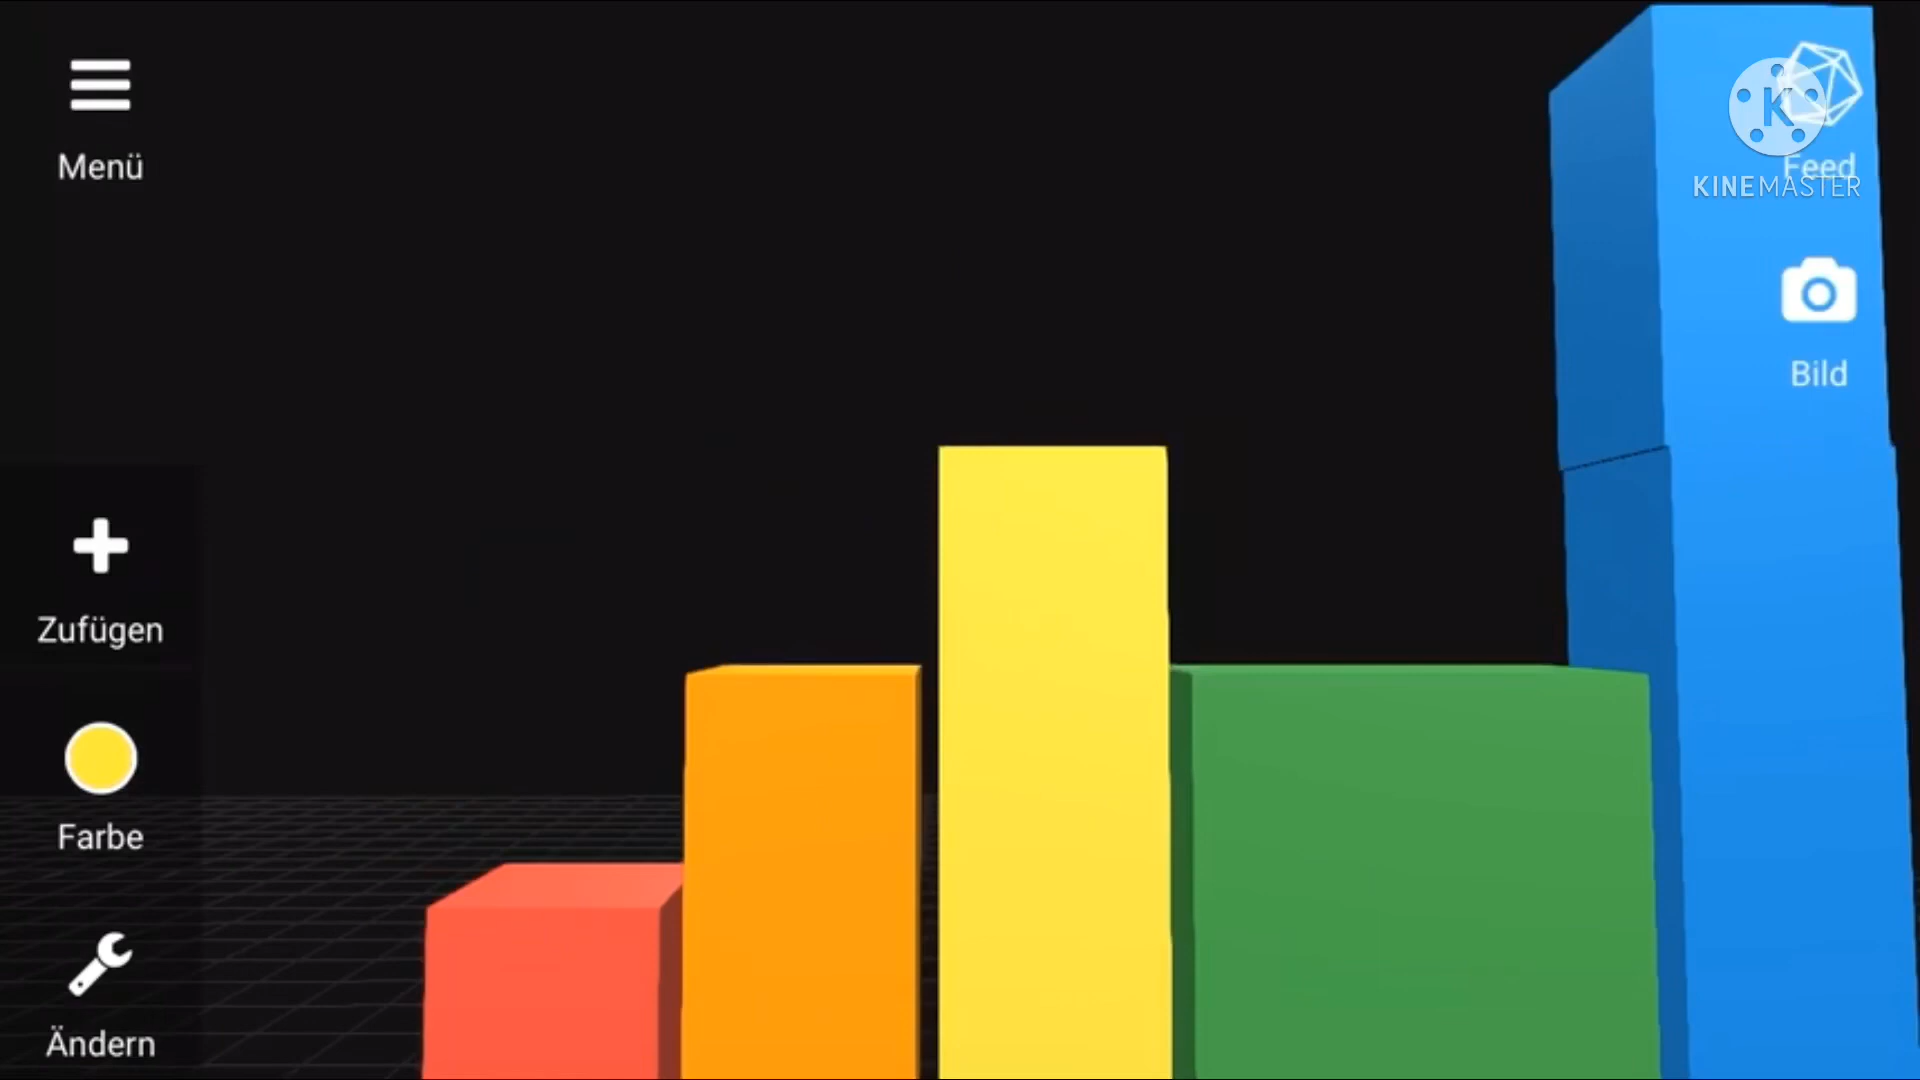 Menü
K
Feed
KINEMASTER
Bild
Zufügen
Farbe
Ändern